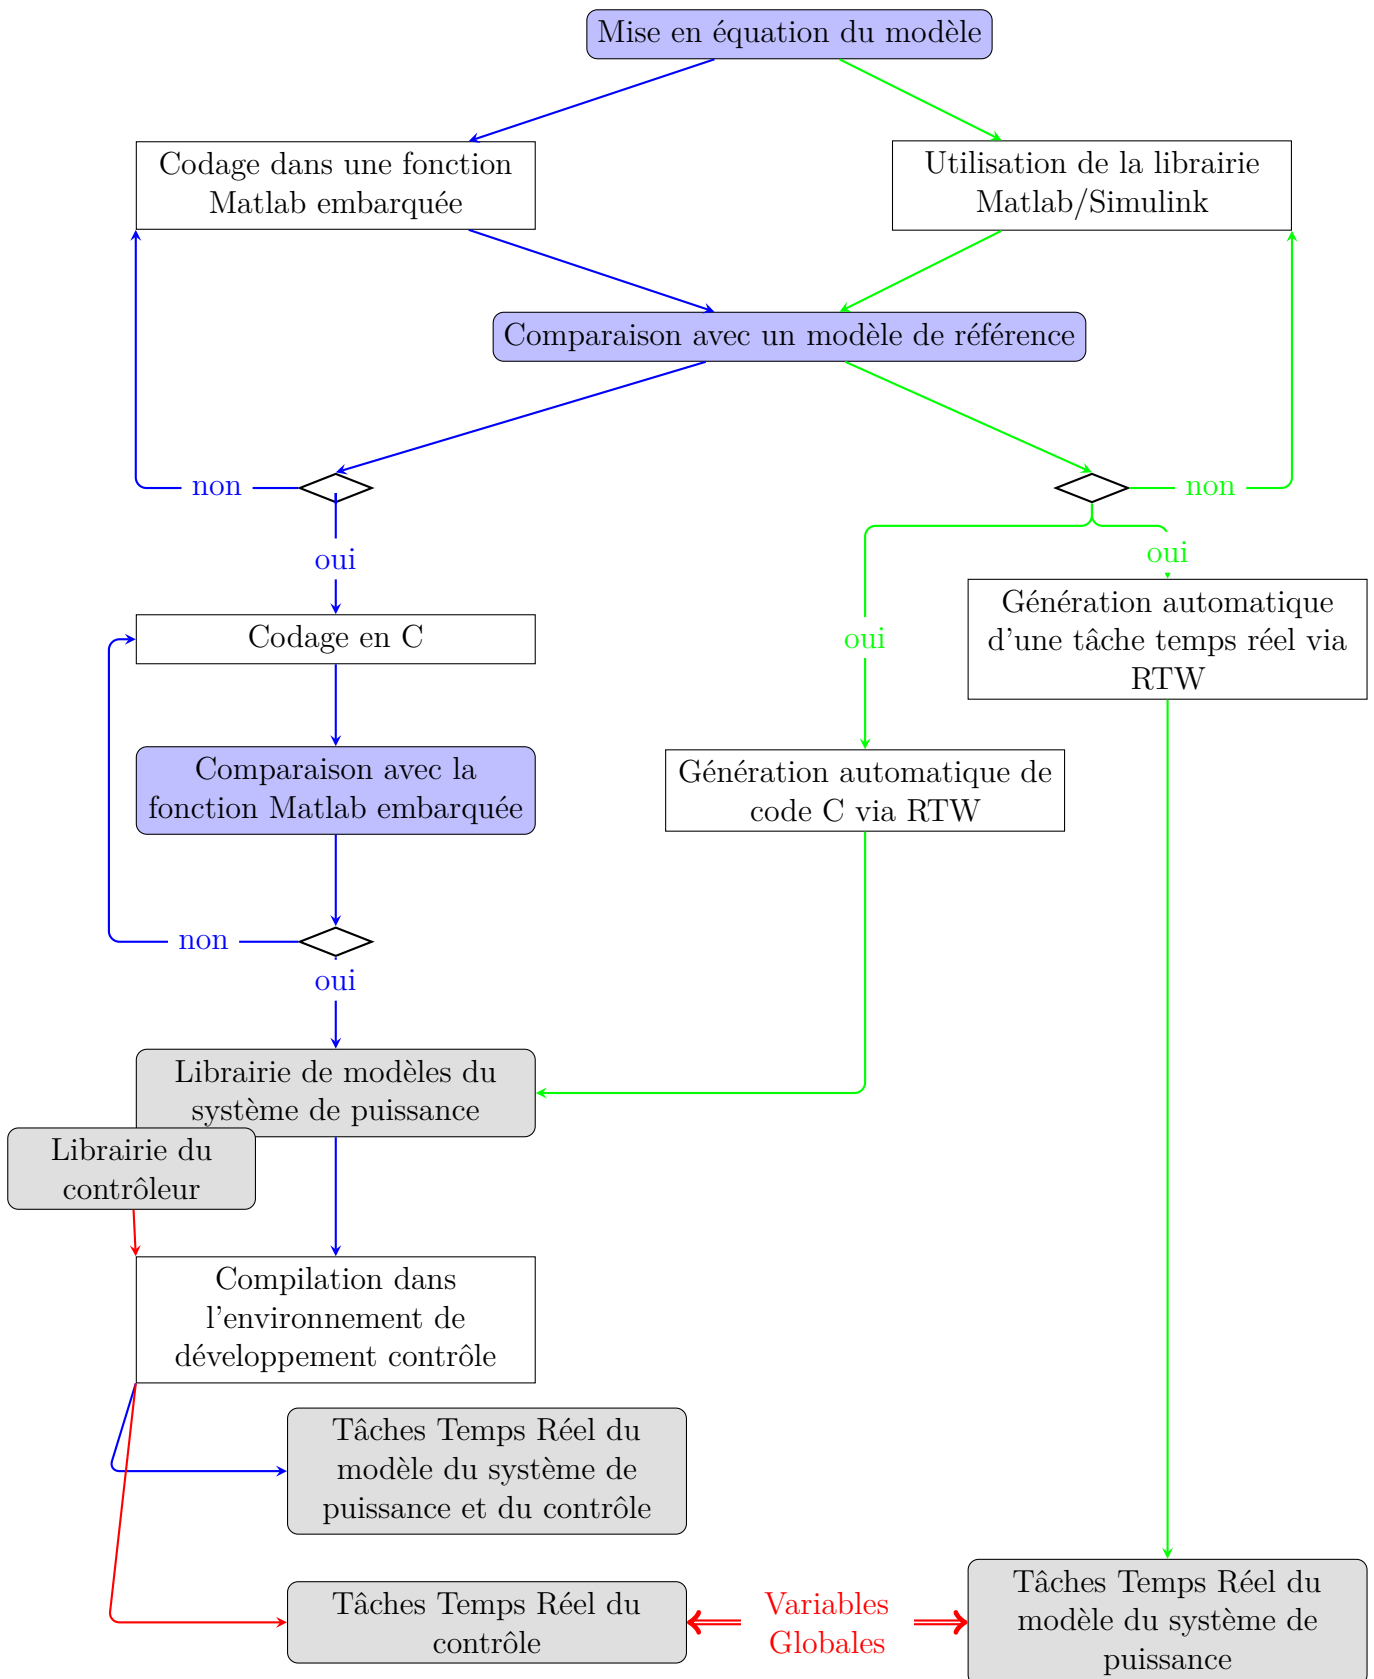 Mise en équation du modèle
Codage dans une fonction
Matlab embarquée
Utilisation de la librairie
Matlab/Simulink
Comparaison avec un modèle de référence
non
non
oui
oui
Génération automatique
d'une tâche temps réel via
RTW
Codage en C
oui
Comparaison avec la
fonction Matlab embarquée
Génération automatique de
code C via RTW
non
oui
Librairie de modèles du
système de puissance
Librairie du
contrôleur
Compilation dans
l'environnement de
développement contrôle
Tâches Temps Réel du
modèle du système de
puissance et du contrôle
Tâches Temps Réel du
contrôle
Variables
Globales
Tâches Temps Réel du
modèle du système de
puissance